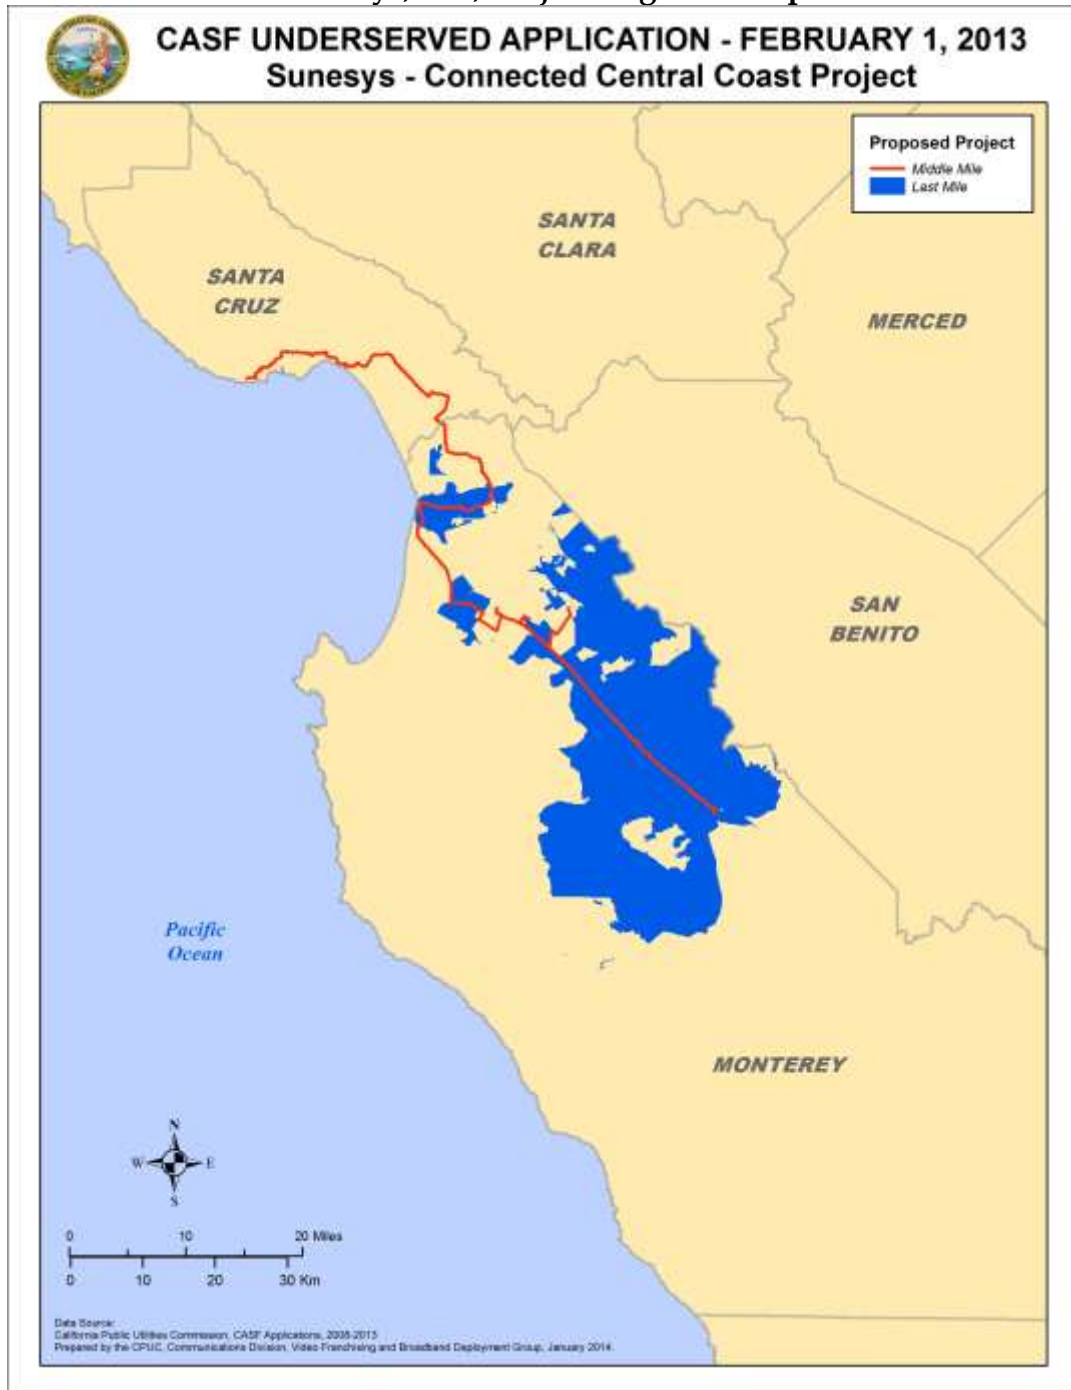 CASF UNDERSERVED APPLICATION - FEBRUARY 1, 2013
Sunesys - Connected Central Coast Project
Proposed Project
Middle Mile
Last Mile
SANTA
CLARA
SANTA
CRUZ
MERCED
SAN
BENITO
Pacific
Ocean
MONTEREY
N
W E
S
0 10 20 Miles
0 10 20 30 Km
Data Source:
California Public Utilities Commission, CASF Applications, 2008-2013
Prepared by the CPUC, Communications Division, Video Franchising and Broadband Deployment Group, January 2014.